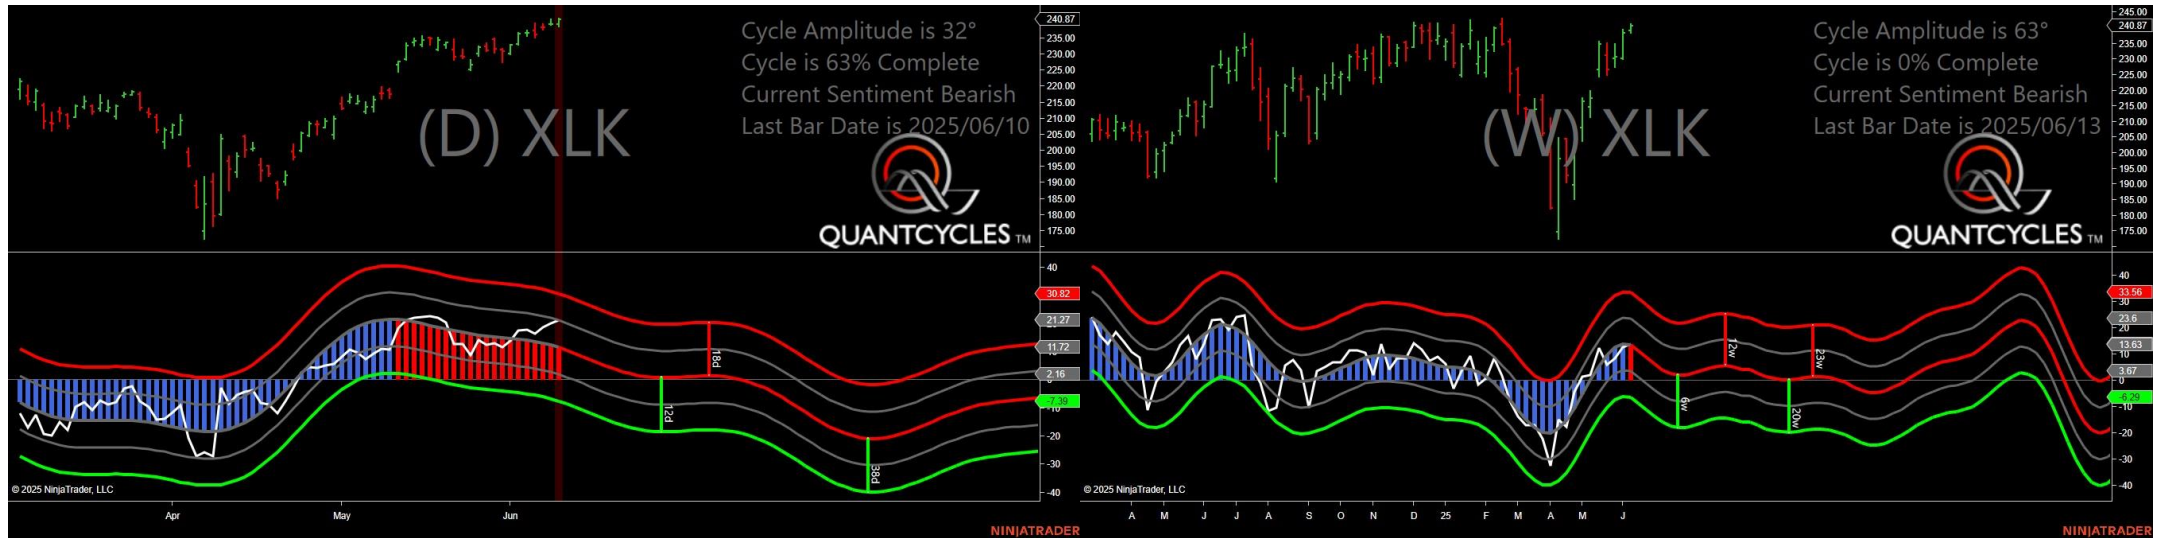 Cycle Amplitude is 32°
Cycle is 63% Complete
Current Sentiment Bearish
Last Bar Date is 2025/06/10
(D) XLK
QUANTCYCLES TM
240.87
235.00
230.00
225.00
220.00
215.00
210.00
205.00
200.00
195.00
190.00
185.00
180.00
175.00
40
30.82
21.27
11.72
2.16
0
-7.39
-10
-20
-30
-40
18d
12d
38d
© 2025 NinjaTrader, LLC
Apr
May
Jun
NINJATRADER
Cycle Amplitude is 63°
Cycle is 0% Complete
Current Sentiment Bearish
Last Bar Date is 2025/06/13
(W) XLK
QUANTCYCLES TM
245.00
240.87
235.00
230.00
225.00
220.00
215.00
210.00
205.00
200.00
195.00
190.00
185.00
180.00
175.00
40
33.56
23.6
20
13.63
10
3.67
0
-6.29
-10
-20
-30
-40
12w
23w
6w
20w
© 2025 NinjaTrader, LLC
A
M
J
J
A
S
O
N
D
25
F
M
A
M
J
NINJATRADER